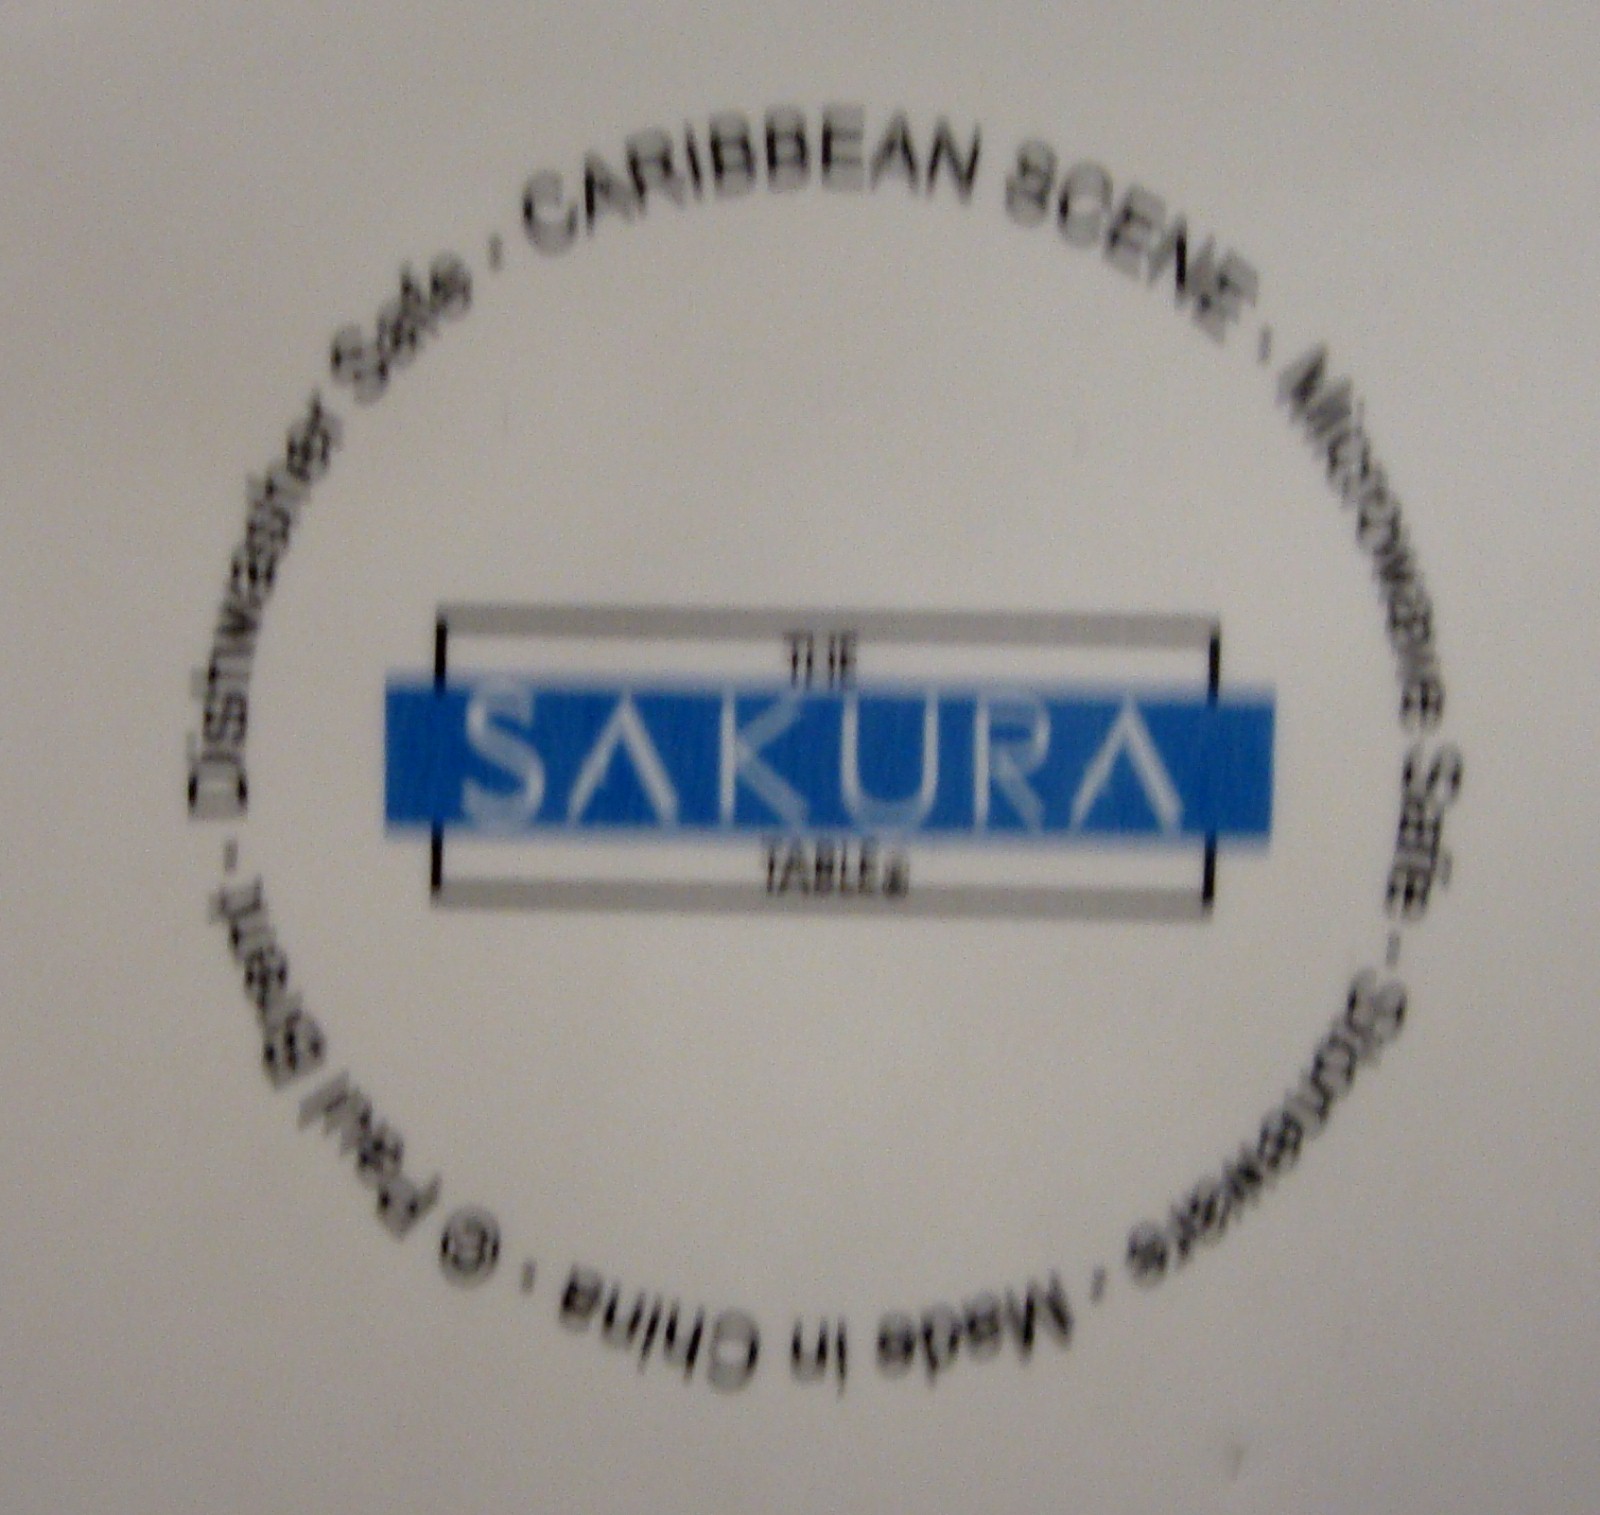 CARIBBEAN SCENE · Microwave Safe - Stoneware · Made in China · © Paul Brent - Dishwasher Safe ·
THE
SAKURA
TABLE®